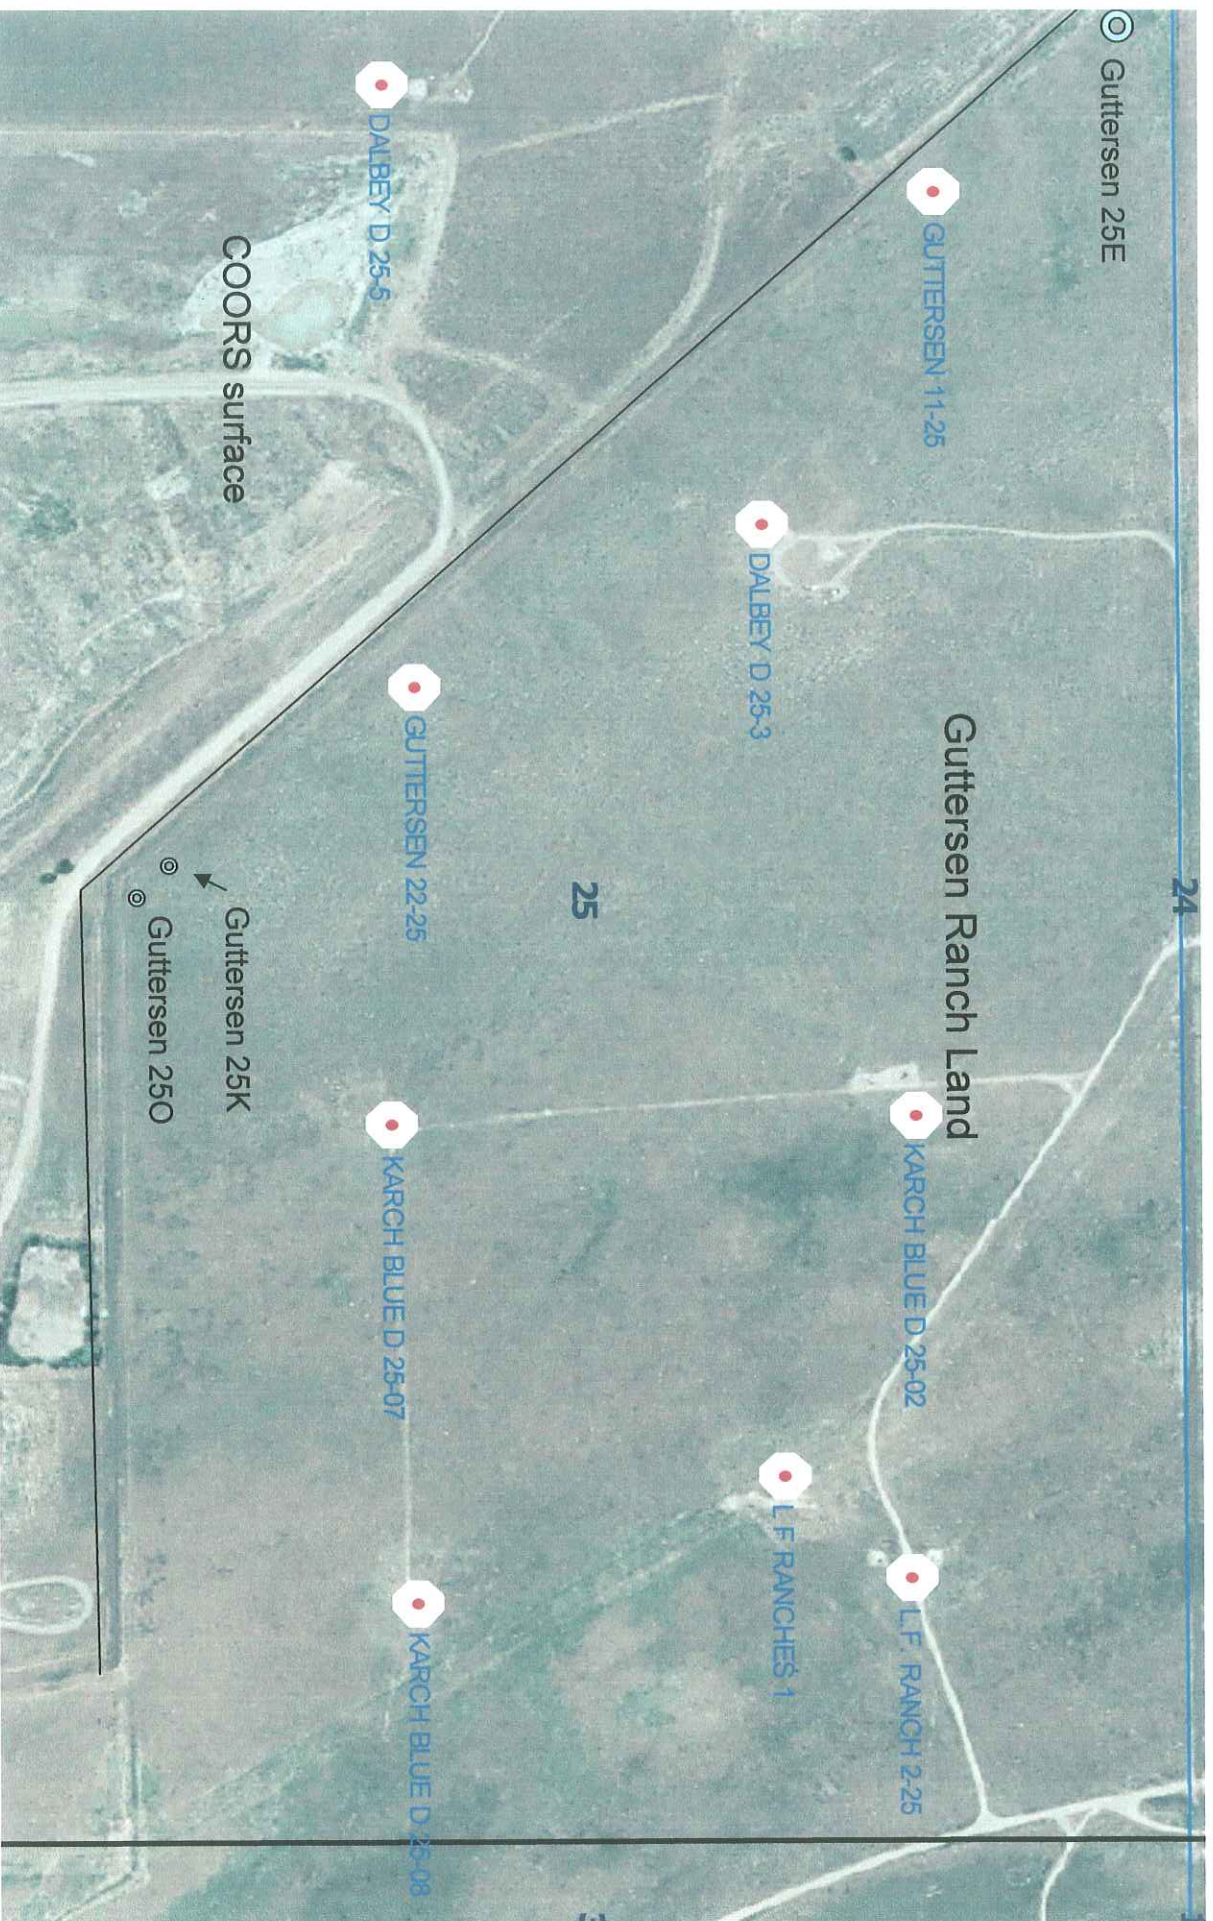 Guttersen 25E
GUTTERSEN 11-25
DALBEY D 25-5
COORS surface
DALBEY D 25-3
GUTTERSEN 22-25
Guttersen Ranch Land
24
25
Guttersen 25K
Guttersen 25O
KARCH BLUE D 25-02
KARCH BLUE D 25-07
L F RANCHES 1
L.F. RANCH 2-25
KARCH BLUE D 25-08